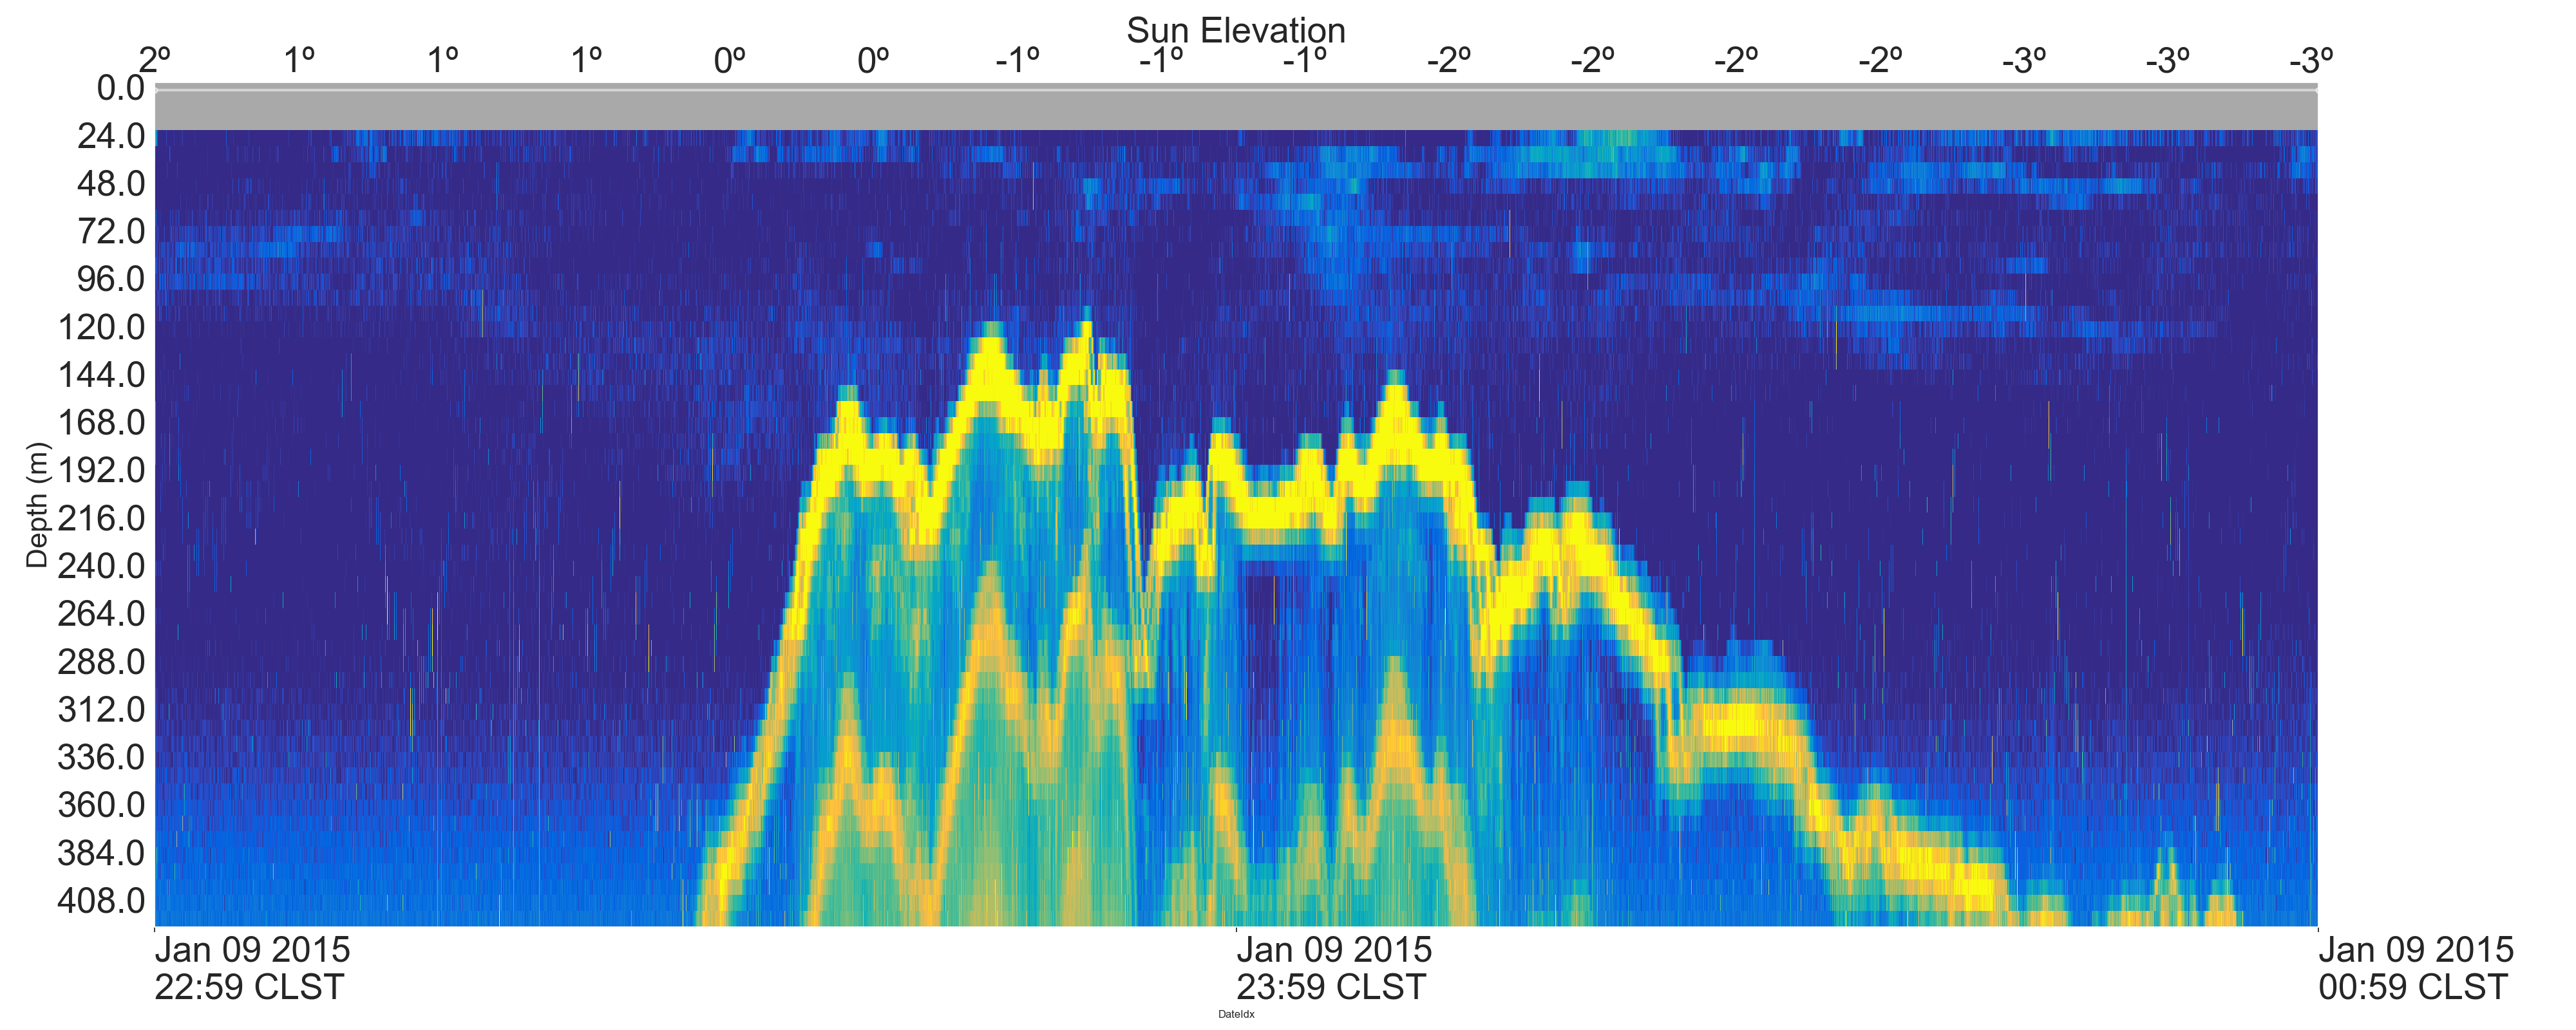 Sun Elevation
2º 1º 1º 1º 0º 0º -1º -1º -1º -2º -2º -2º -2º -3º -3º -3º
0.0
24.0
48.0
72.0
96.0
120.0
144.0
168.0
192.0
216.0
240.0
264.0
288.0
312.0
336.0
360.0
384.0
408.0
Depth (m)
Jan 09 2015
22:59 CLST
Jan 09 2015
23:59 CLST
Jan 09 2015
00:59 CLST
DateIdx